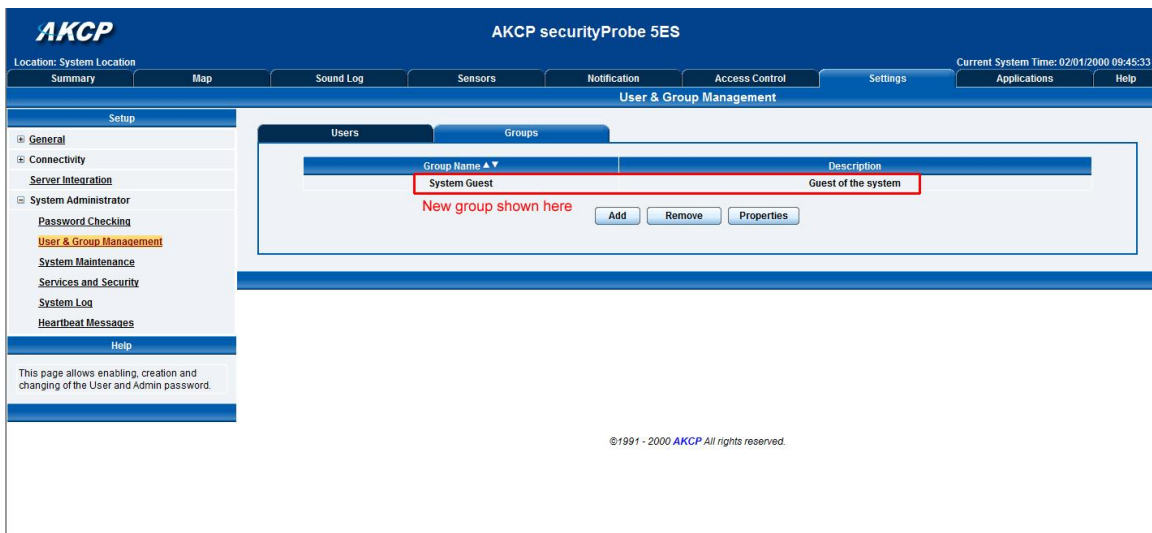 AKCP
AKCP securityProbe 5ES
Location: System Location
Current System Time: 02/01/2000 09:45:33
Summary Map Sound Log Sensors Notification Access Control Settings Applications Help
User & Group Management
Setup
General
Connectivity
Server Integration
System Administrator
Password Checking
User & Group Management
System Maintenance
Services and Security
System Log
Heartbeat Messages
Help
This page allows enabling, creation and
changing of the User and Admin password.
Users Groups
Group Name ▲▼ Description
System Guest Guest of the system
New group shown here
Add Remove Properties
©1991 - 2000 AKCP All rights reserved.